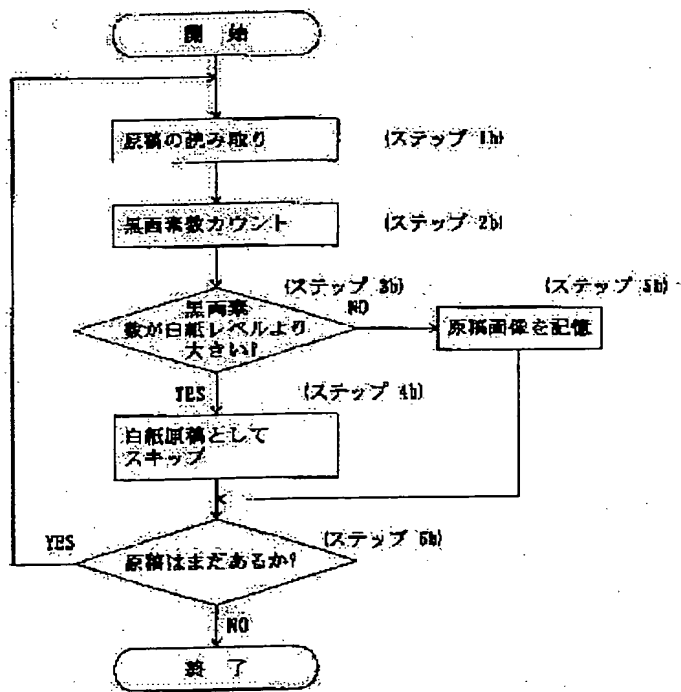 開 始
原稿の読み取り
(ステップ 1b)
黒画素数カウント
(ステップ 2b)
(ステップ 3b)
黒画素
数が白紙レベルより
大きい?
NO
(ステップ 5b)
原稿画像を記憶
YES
(ステップ 4b)
白紙原稿として
スキップ
YES
(ステップ 6b)
原稿はまだあるか?
NO
終 了